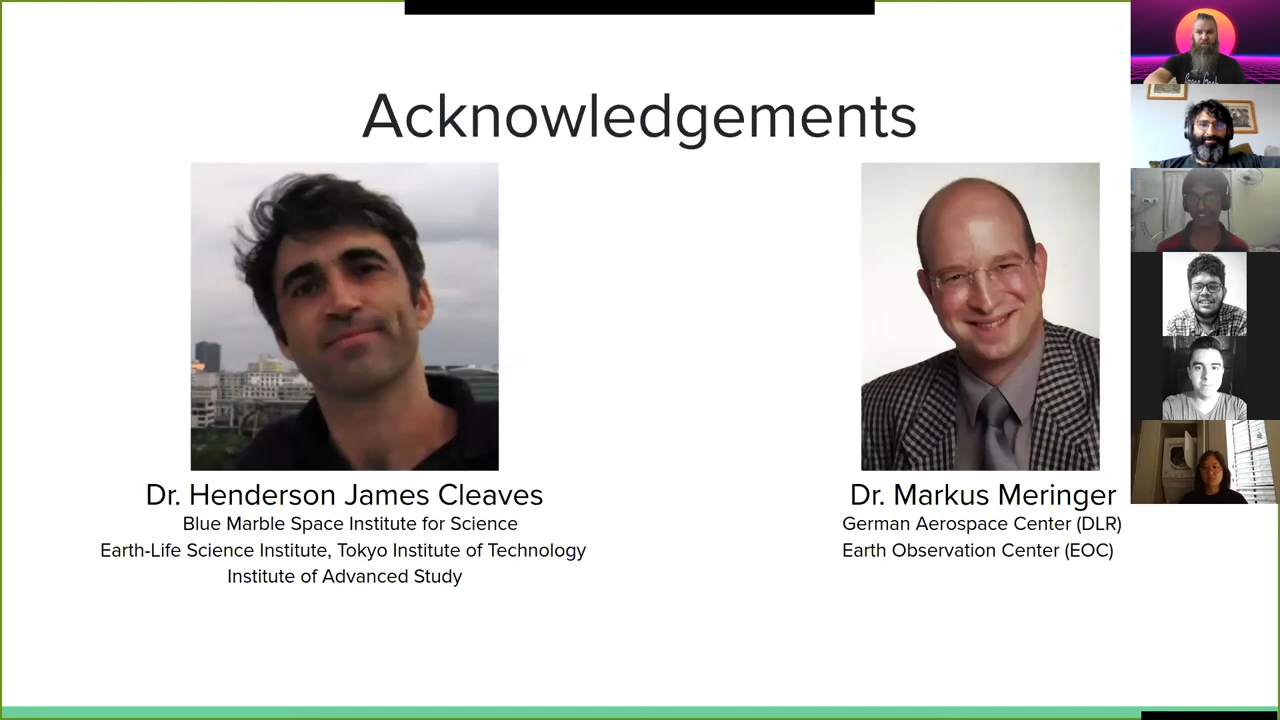 Acknowledgements
Dr. Henderson James Cleaves
Blue Marble Space Institute for Science
Earth-Life Science Institute, Tokyo Institute of Technology
Institute of Advanced Study
Dr. Markus Meringer
German Aerospace Center (DLR)
Earth Observation Center (EOC)